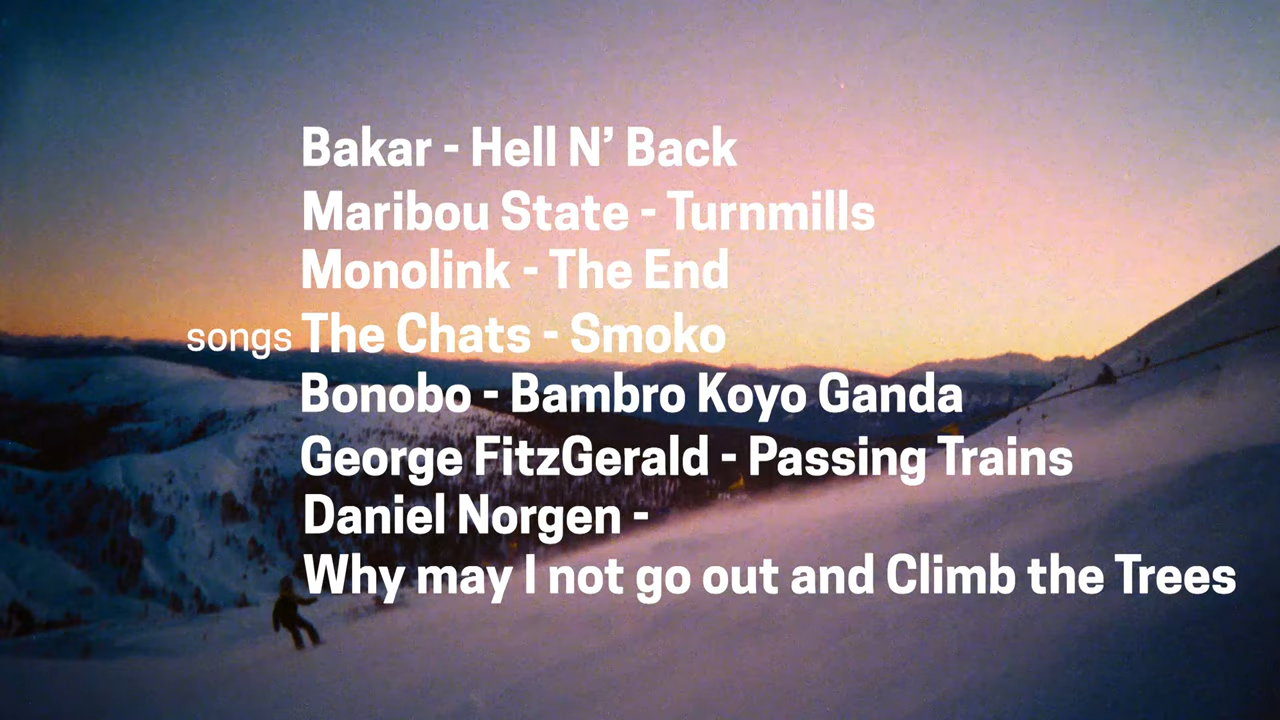 Bakar - Hell N’ Back
Maribou State - Turnmills
Monolink - The End
songs The Chats - Smoko
Bonobo - Bambro Koyo Ganda
George FitzGerald - Passing Trains
Daniel Norgen -
Why may I not go out and Climb the Trees